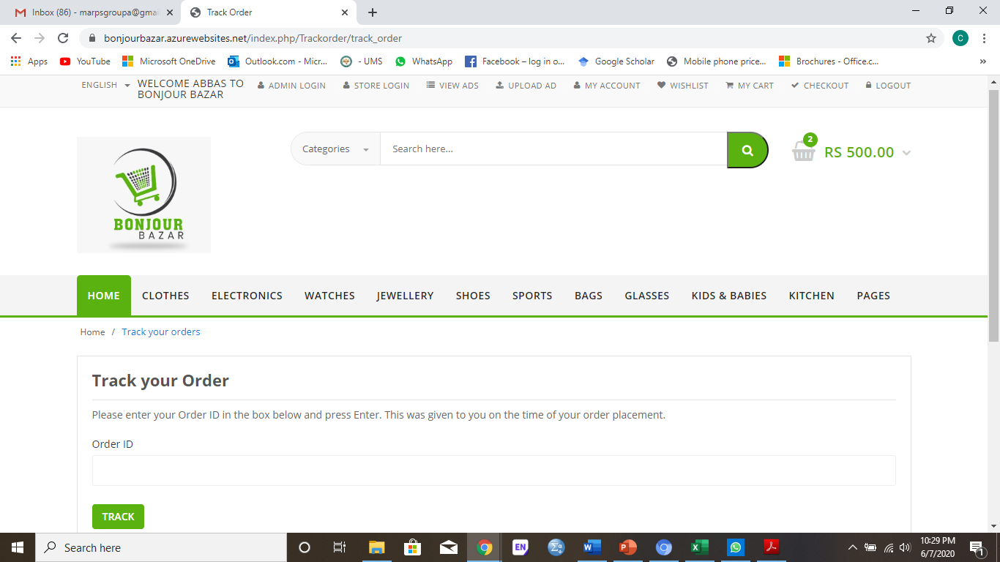 Inbox (86) - marpsgroupa@gmai
Track Order
bonjourbazar.azurewebsites.net/index.php/Trackorder/track_order
C
Apps YouTube Microsoft OneDrive Outlook.com - Micr... - UMS WhatsApp Facebook – log in o... Google Scholar Mobile phone price... Brochures - Office.c... »
ENGLISH WELCOME ABBAS TO BONJOUR BAZAR ADMIN LOGIN STORE LOGIN VIEW ADS UPLOAD AD MY ACCOUNT WISHLIST MY CART CHECKOUT LOGOUT
BONJOUR
BAZAR
Categories Search here... 2 RS 500.00
HOME CLOTHES ELECTRONICS WATCHES JEWELLERY SHOES SPORTS BAGS GLASSES KIDS & BABIES KITCHEN PAGES
Home / Track your orders
Track your Order
Please enter your Order ID in the box below and press Enter. This was given to you on the time of your order placement.
Order ID
TRACK
Search here
EN
10:29 PM
6/7/2020
1